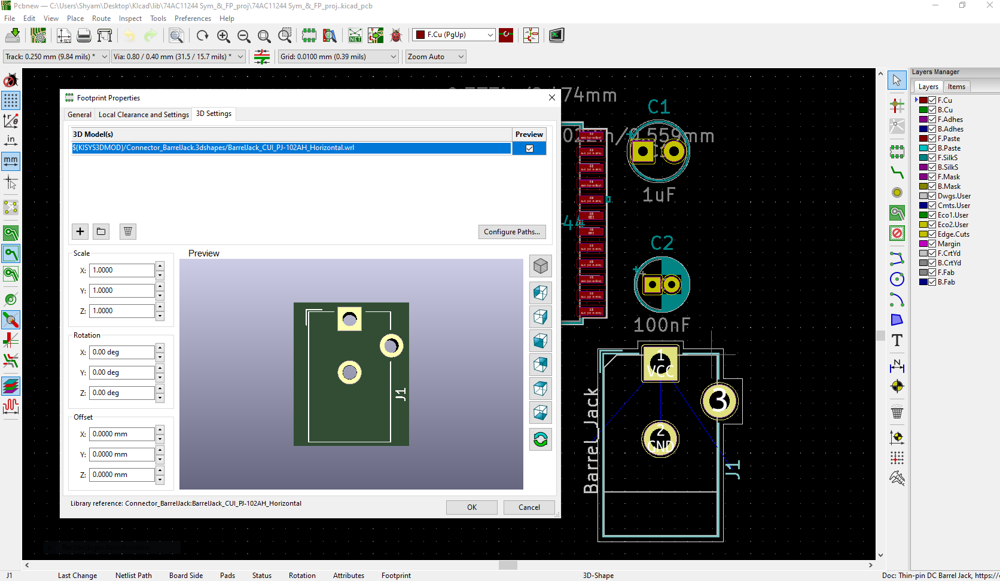 Pcbnew — C:\Users\Shyam\Desktop\KIcad\lib\74AC11244 Sym_&_FP_proj\74AC11244 Sym_&_FP_proj..kicad_pcb
File Edit View Place Route Inspect Tools Preferences Help
NET
F.Cu (PgUp)
Track: 0.250 mm (9.84 mils) *
Via: 0.80 / 0.40 mm (31.5 / 15.7 mils) *
Grid: 0.0100 mm (0.39 mils)
Zoom Auto
in
mm
Footprint Properties
General
Local Clearance and Settings
3D Settings
3D Model(s)
Preview
${KISYS3DMOD}/Connector_BarrelJack.3dshapes/BarrelJack_CUI_PJ-102AH_Horizontal.wrl
Configure Paths...
Scale
X: 1.0000
Y: 1.0000
Z: 1.0000
Rotation
X: 0.00 deg
Y: 0.00 deg
Z: 0.00 deg
Offset
X: 0.0000 mm
Y: 0.0000 mm
Z: 0.0000 mm
Preview
J1
Library reference: Connector_BarrelJack:BarrelJack_CUI_PJ-102AH_Horizontal
OK
Cancel
C1
1uF
44
C2
100nF
1
VCC
3
2
GND
Barrel_Jack
J1
T
N
Layers Manager
Layers
Items
F.Cu
B.Cu
F.Adhes
B.Adhes
F.Paste
B.Paste
F.SilkS
B.SilkS
F.Mask
B.Mask
Dwgs.User
Cmts.User
Eco1.User
Eco2.User
Edge.Cuts
Margin
F.CrtYd
B.CrtYd
F.Fab
B.Fab
J1
Last Change
Netlist Path
Board Side
Pads
Status
Rotation
Attributes
Footprint
3D-Shape
Doc: Thin-pin DC Barrel Jack, https://